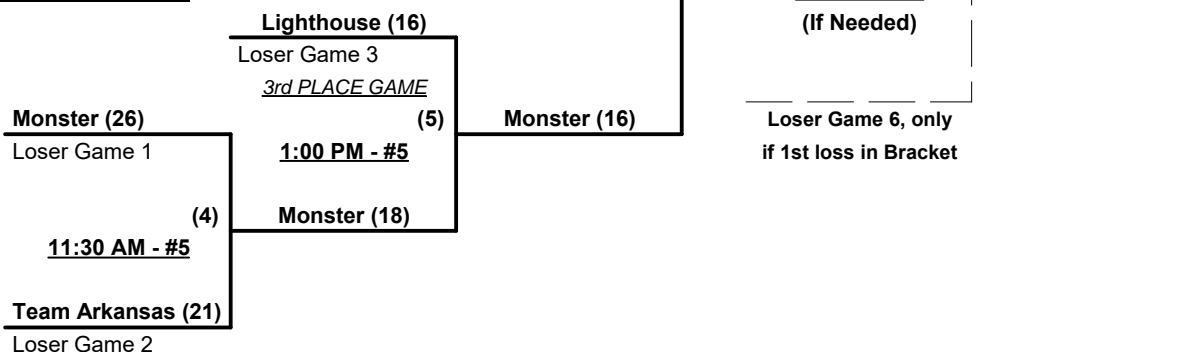 Lighthouse (16)
(If Needed)
Loser Game 3
3rd PLACE GAME
Monster (26)
(5)
Monster (16)
Loser Game 6, only
Loser Game 1
1:00 PM - #5
if 1st loss in Bracket
(4)
Monster (18)
11:30 AM - #5
Team Arkansas (21)
Loser Game 2